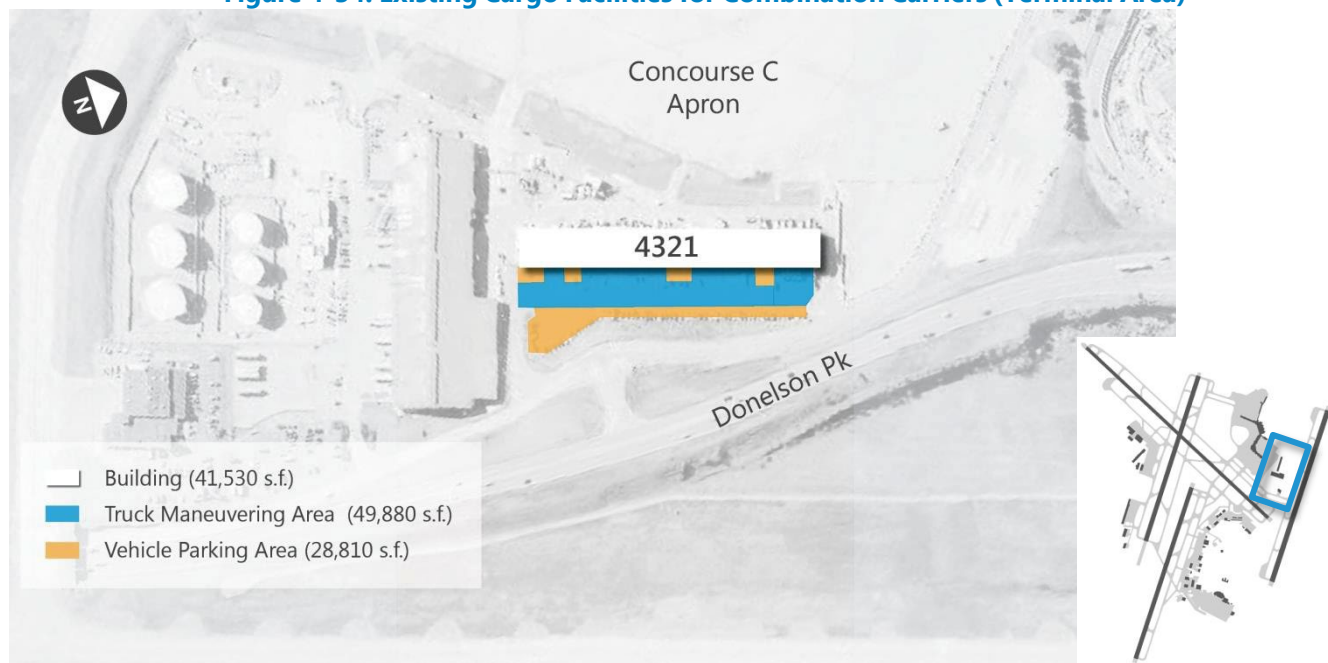 Concourse C
Apron
N
4321
Donelson Pk
Building (41,530 s.f.)
Truck Maneuvering Area (49,880 s.f.)
Vehicle Parking Area (28,810 s.f.)